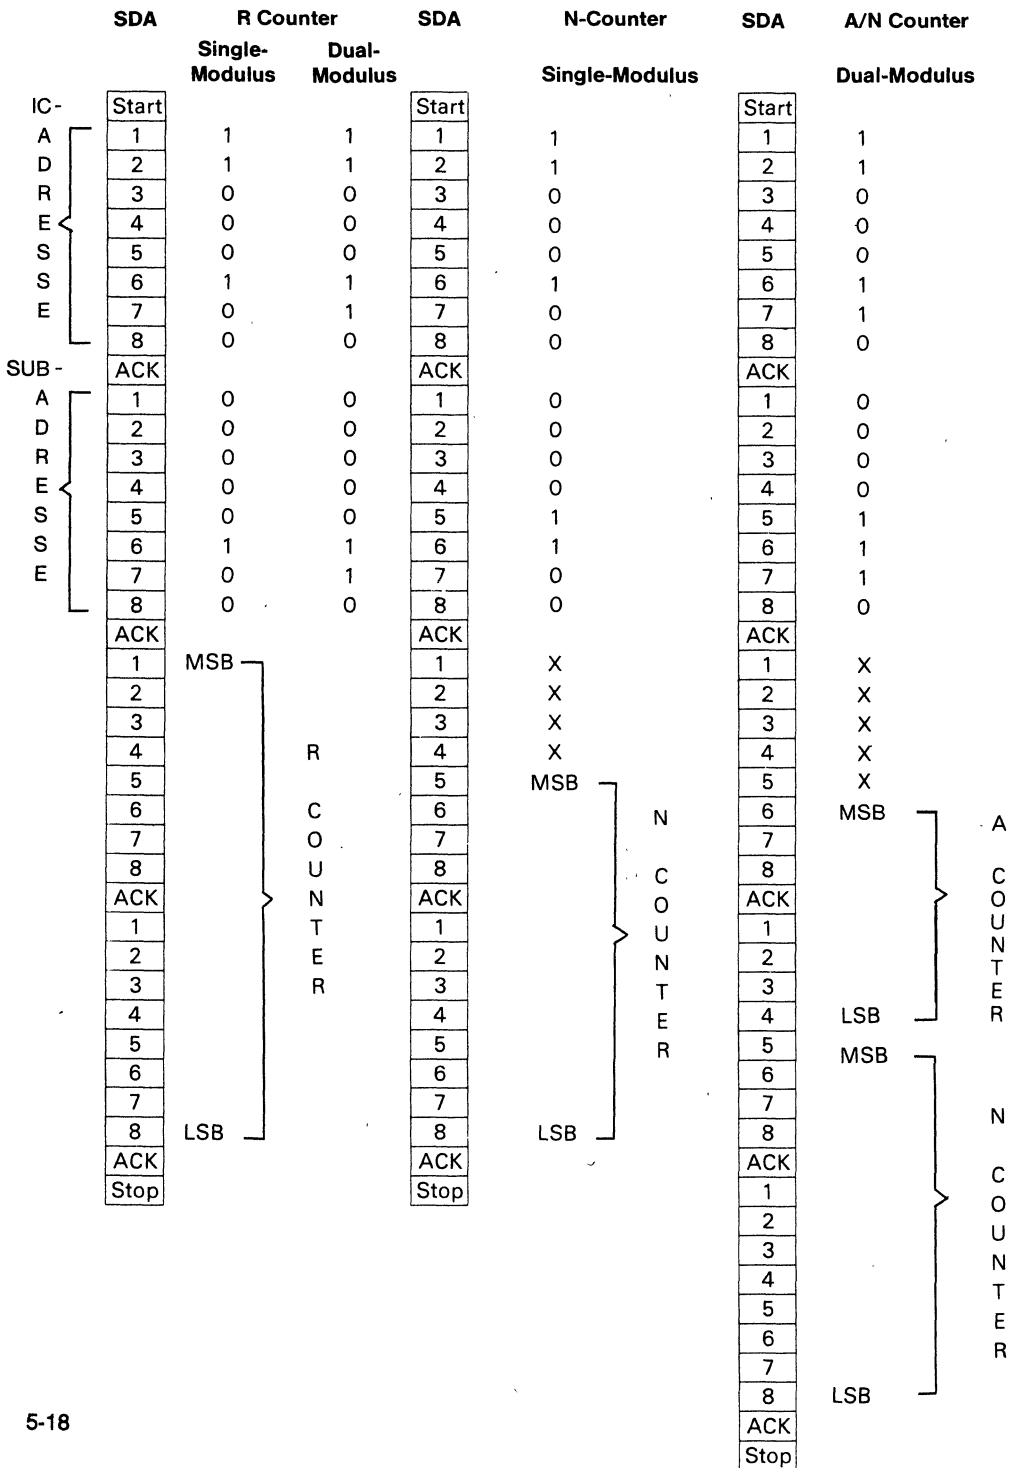 SDA R Counter SDA N-Counter SDA A/N Counter
Single- Dual-
Modulus Modulus Single-Modulus Dual-Modulus
IC - Start Start Start
A 1 1 1 1 1 1 1
D 2 1 1 2 1 2 1
R 3 0 0 3 0 3 0
E 4 0 0 4 0 4 0
S 5 0 0 5 0 5 0
S 6 1 1 6 1 6 1
E 7 0 1 7 0 7 1
8 0 0 8 0 8 0
SUB - ACK ACK ACK
A 1 0 0 1 0 1 0
D 2 0 0 2 0 2 0
R 3 0 0 3 0 3 0
E 4 0 0 4 0 4 0
S 5 0 0 5 1 5 1
S 6 1 1 6 1 6 1
E 7 0 1 7 0 7 1
8 0 0 8 0 8 0
ACK ACK ACK
1 MSB 1 X 1 X
2 2 X 2 X
3 3 X 3 X
4 R 4 X 4 X
5 5 MSB 5 X
6 C 6 N 6 MSB A
7 O 7 7
8 U 8 C 8 C
ACK N ACK O ACK O
1 T 1 U 1 U
2 E 2 N 2 N
3 R 3 T 3 T E
4 4 E 4 LSB R
5 5 R 5 MSB
6 6 6
7 7 7 N
8 LSB 8 LSB 8
ACK ACK ACK C
Stop Stop 1 O
2 U
3 N
4 T
5 E
6 R
7
8 LSB
5-18 ACK
Stop